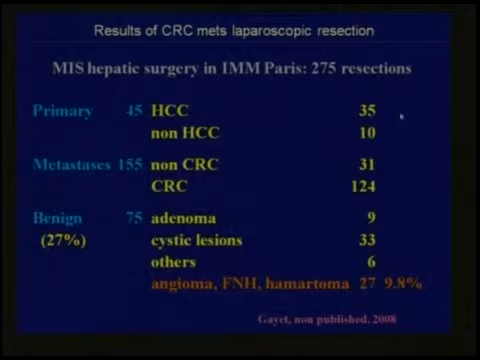 Results of CRC mets laparoscopic resection
MIS hepatic surgery in IMM Paris: 275 resections
Primary 45 HCC 35
non HCC 10
Metastases 155 non CRC 31
CRC 124
Benign 75 adenoma 9
(27%) cystic lesions 33
others 6
angioma, FNH, hamartoma 27 9.8%
Gayet, non published, 2008